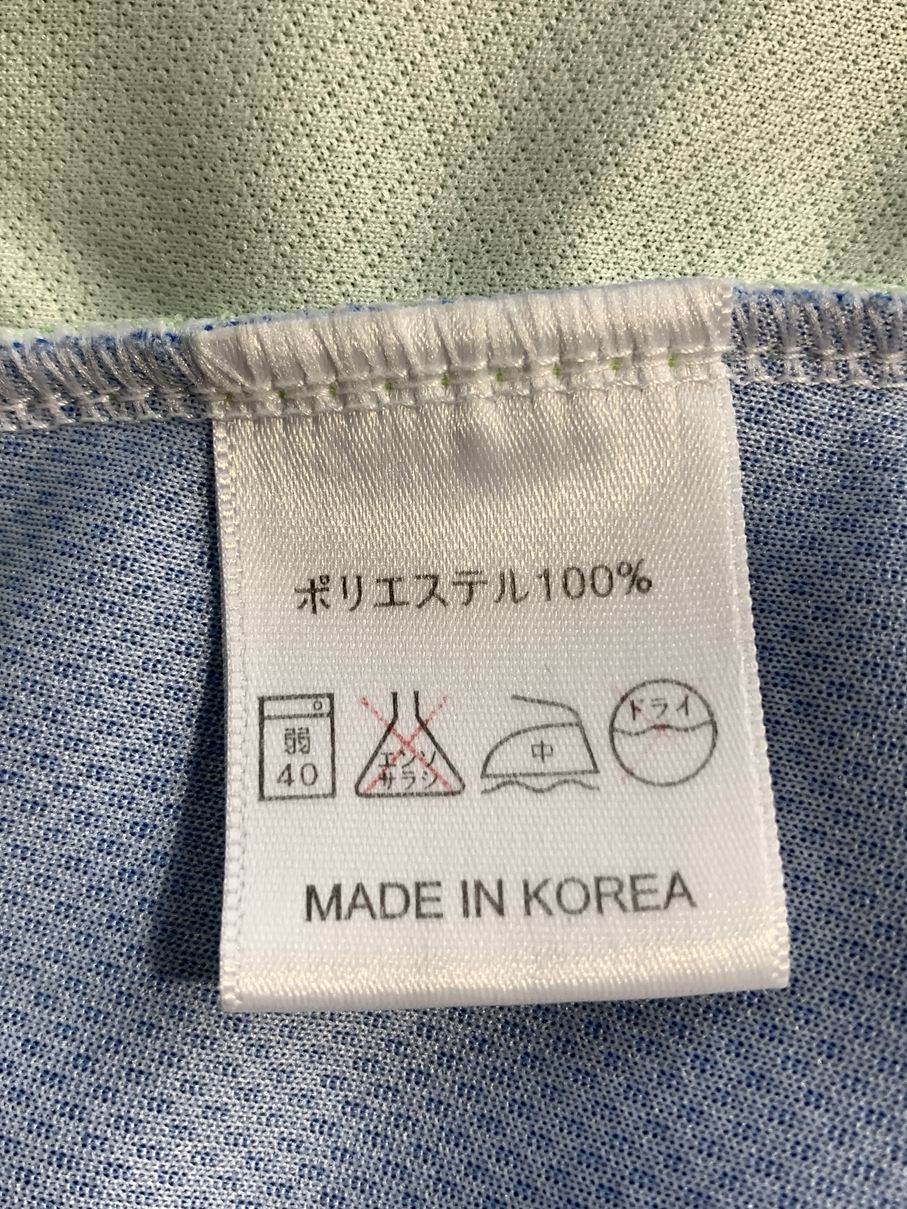 ポリエステル100%
弱
40
エンソ
サラシ
中
ドライ
MADE IN KOREA